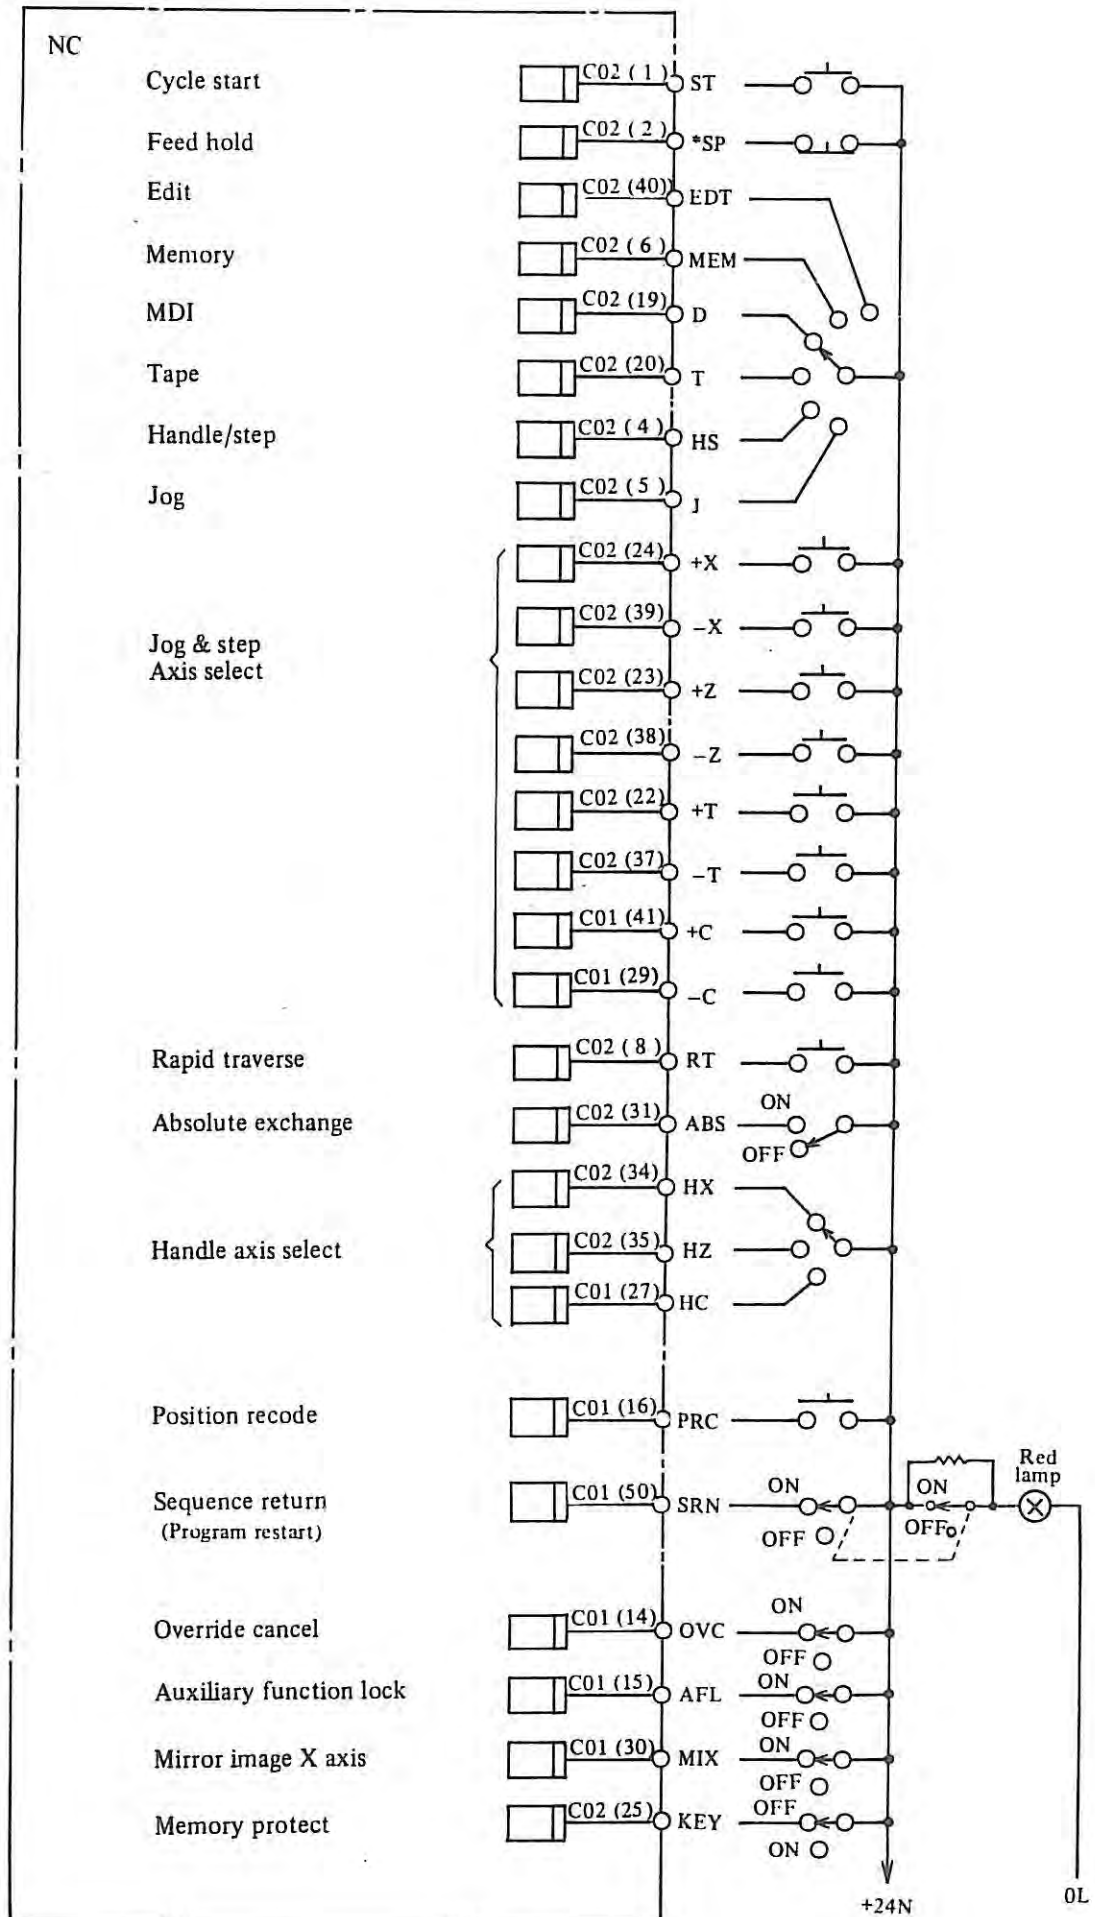 NC
Cycle start C02 ( 1 ) ST
Feed hold C02 ( 2 ) *SP
Edit C02 (40)) EDT
Memory C02 ( 6 ) MEM
MDI C02 (19) D
Tape C02 (20) T
Handle/step C02 ( 4 ) HS
Jog C02 ( 5 ) J
C02 (24) +X
C02 (39) −X
Jog & step
Axis select
C02 (23) +Z
C02 (38) −Z
C02 (22) +T
C02 (37) −T
C01 (41) +C
C01 (29) −C
Rapid traverse C02 ( 8 ) RT
Absolute exchange C02 (31) ABS ON
OFF
C02 (34) HX
Handle axis select C02 (35) HZ
C01 (27) HC
Position recode C01 (16) PRC
Red
lamp
Sequence return C01 (50) SRN ON ON
(Program restart) OFF OFF
Override cancel C01 (14) OVC ON
OFF
Auxiliary function lock C01 (15) AFL ON
OFF
Mirror image X axis C01 (30) MIX ON
OFF
Memory protect C02 (25) KEY OFF
ON
+24N 0L